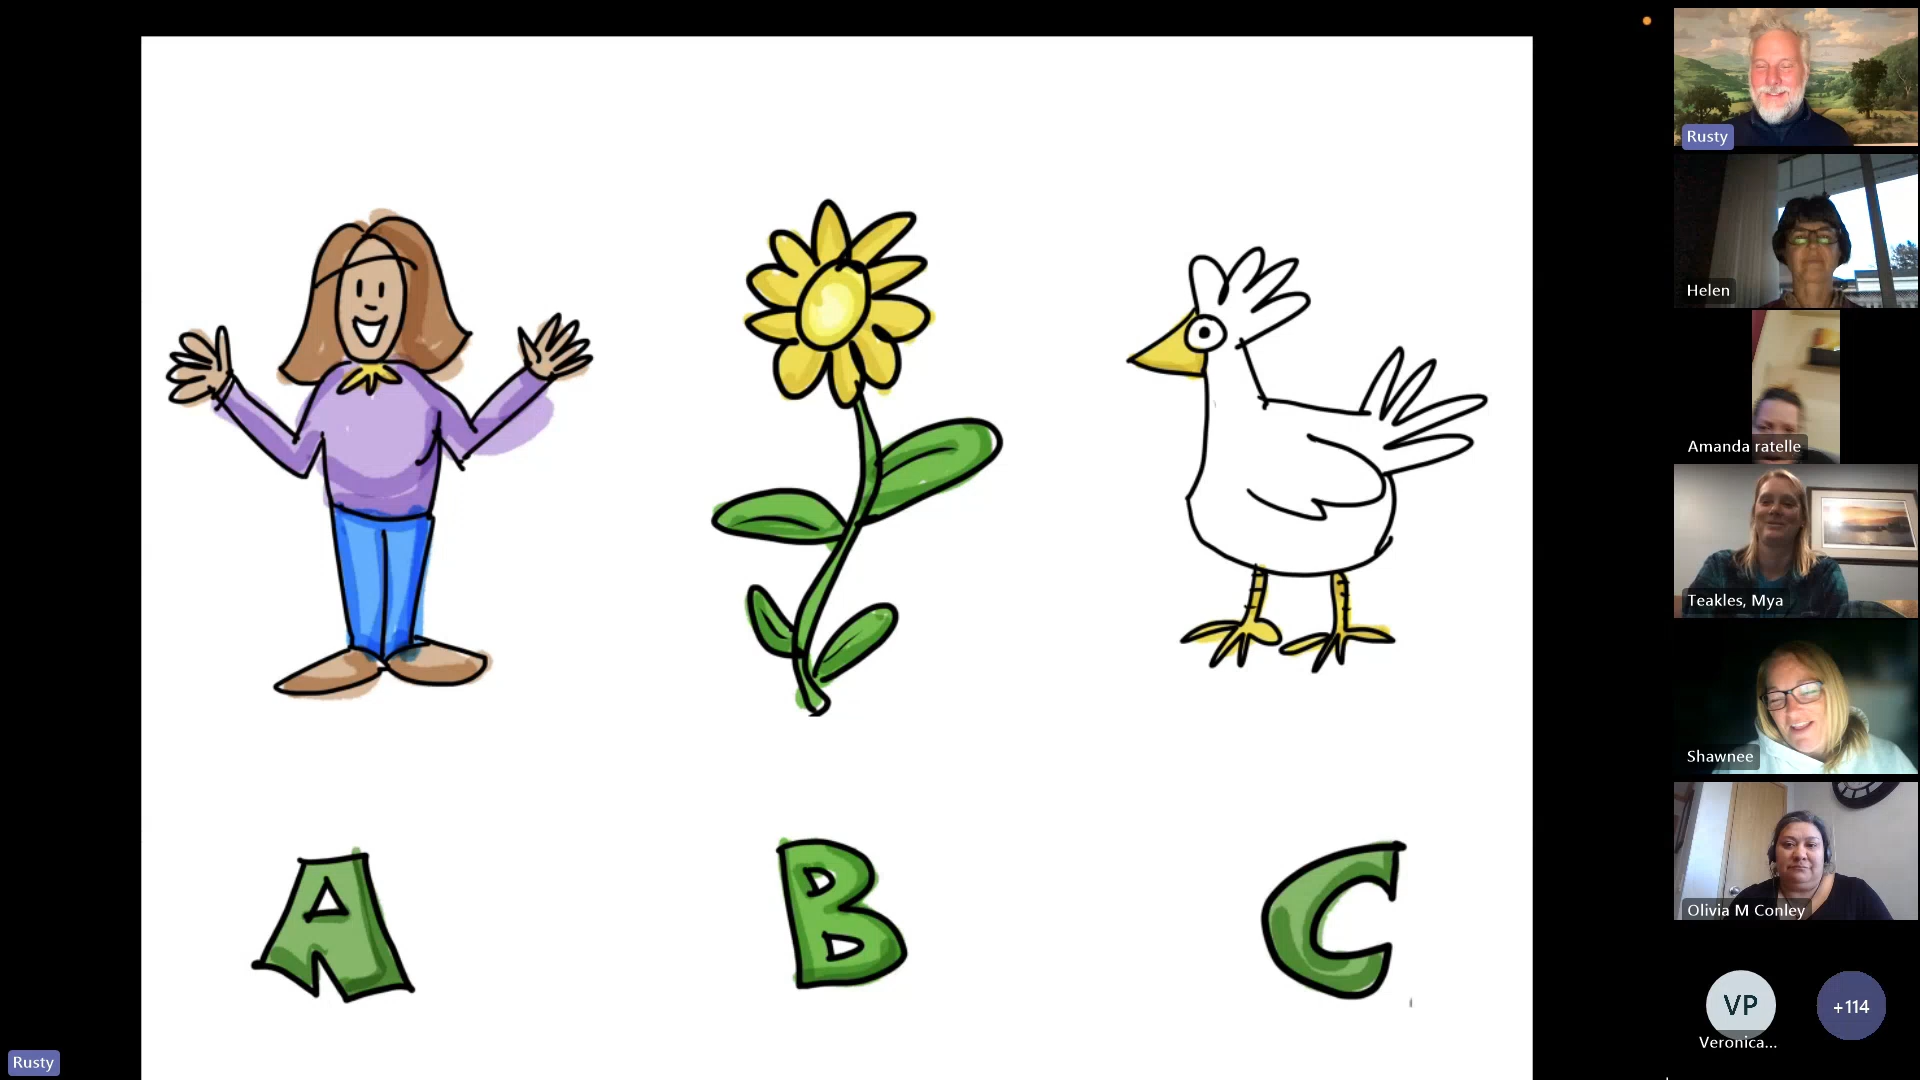 A B C
Rusty
Rusty
Helen
Amanda ratelle
Teakles, Mya
Shawnee
Olivia M Conley
VP
+114
Veronica...